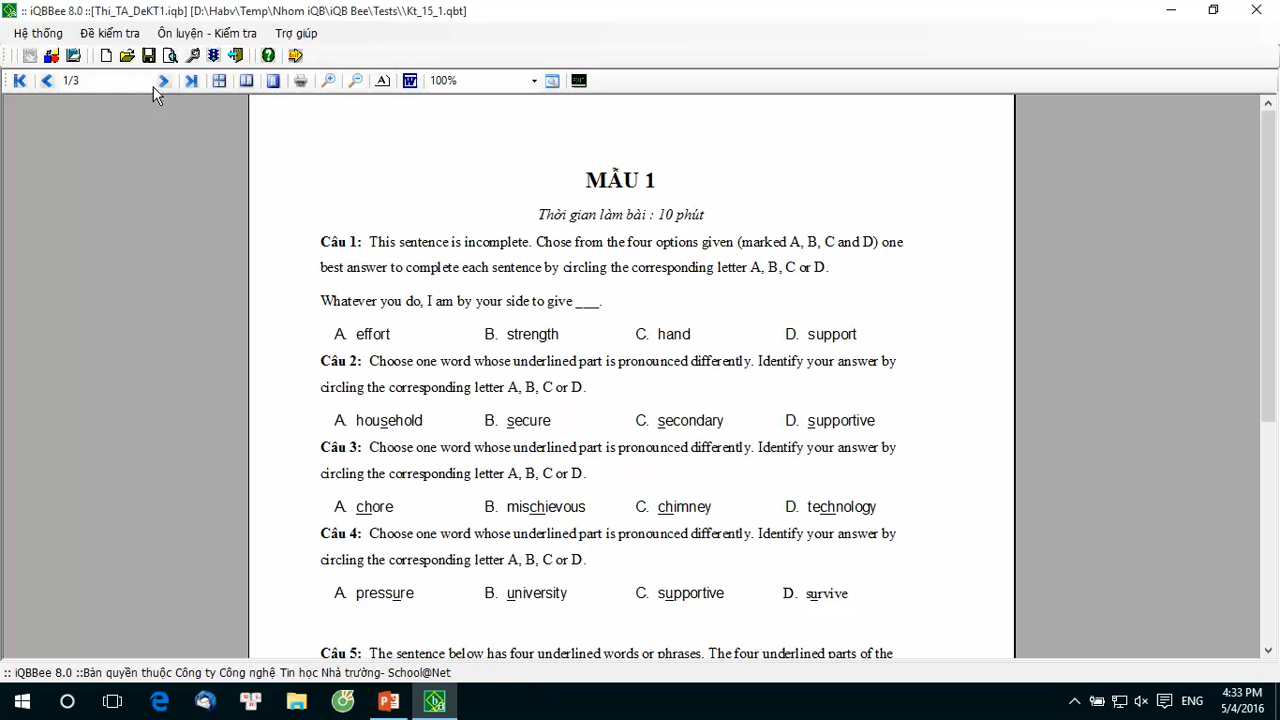 :: iQBBee 8.0 ::[Thi_TA_DeKT1.iqb] [D:\Habv\Temp\Nhom iQB\iQB Bee\Tests\\Kt_15_1.qbt]
Hệ thống Đề kiểm tra Ôn luyện - Kiểm tra Trợ giúp
1/3 100%
MẪU 1
Thời gian làm bài : 10 phút
Câu 1: This sentence is incomplete. Chose from the four options given (marked A, B, C and D) one
best answer to complete each sentence by circling the corresponding letter A, B, C or D.
Whatever you do, I am by your side to give ___.
A. effort B. strength C. hand D. support
Câu 2: Choose one word whose underlined part is pronounced differently. Identify your answer by
circling the corresponding letter A, B, C or D.
A. household B. secure C. secondary D. supportive
Câu 3: Choose one word whose underlined part is pronounced differently. Identify your answer by
circling the corresponding letter A, B, C or D.
A. chore B. mischievous C. chimney D. technology
Câu 4: Choose one word whose underlined part is pronounced differently. Identify your answer by
circling the corresponding letter A, B, C or D.
A. pressure B. university C. supportive D. survive
Câu 5: The sentence below has four underlined words or phrases. The four underlined parts of the
:: iQBBee 8.0 ::Bản quyền thuộc Công ty Công nghệ Tin học Nhà trường- School@Net
ENG
4:33 PM
5/4/2016